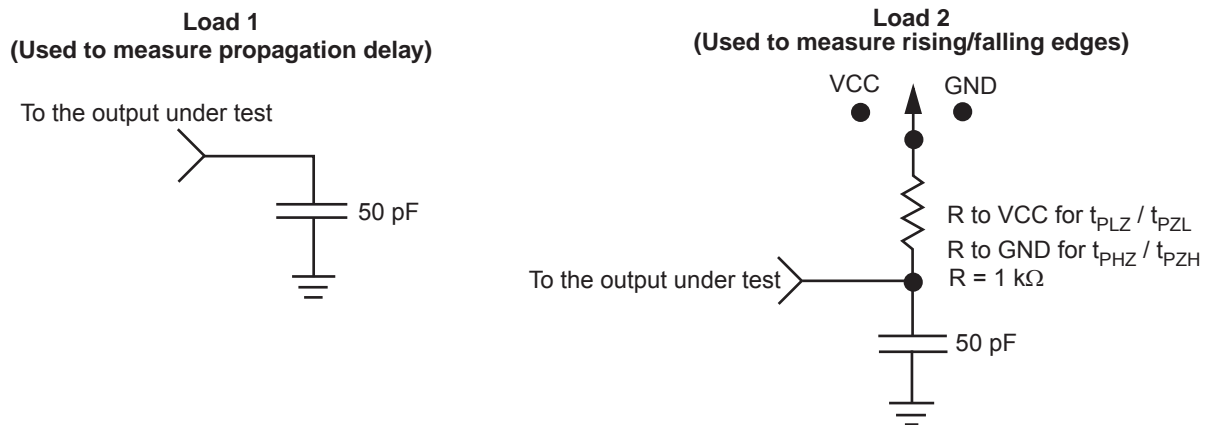 Load 1
(Used to measure propagation delay)
To the output under test
50 pF
Load 2
(Used to measure rising/falling edges)
VCC
GND
R to VCC for tPLZ / tPZL
R to GND for tPHZ / tPZH
R = 1 kΩ
To the output under test
50 pF